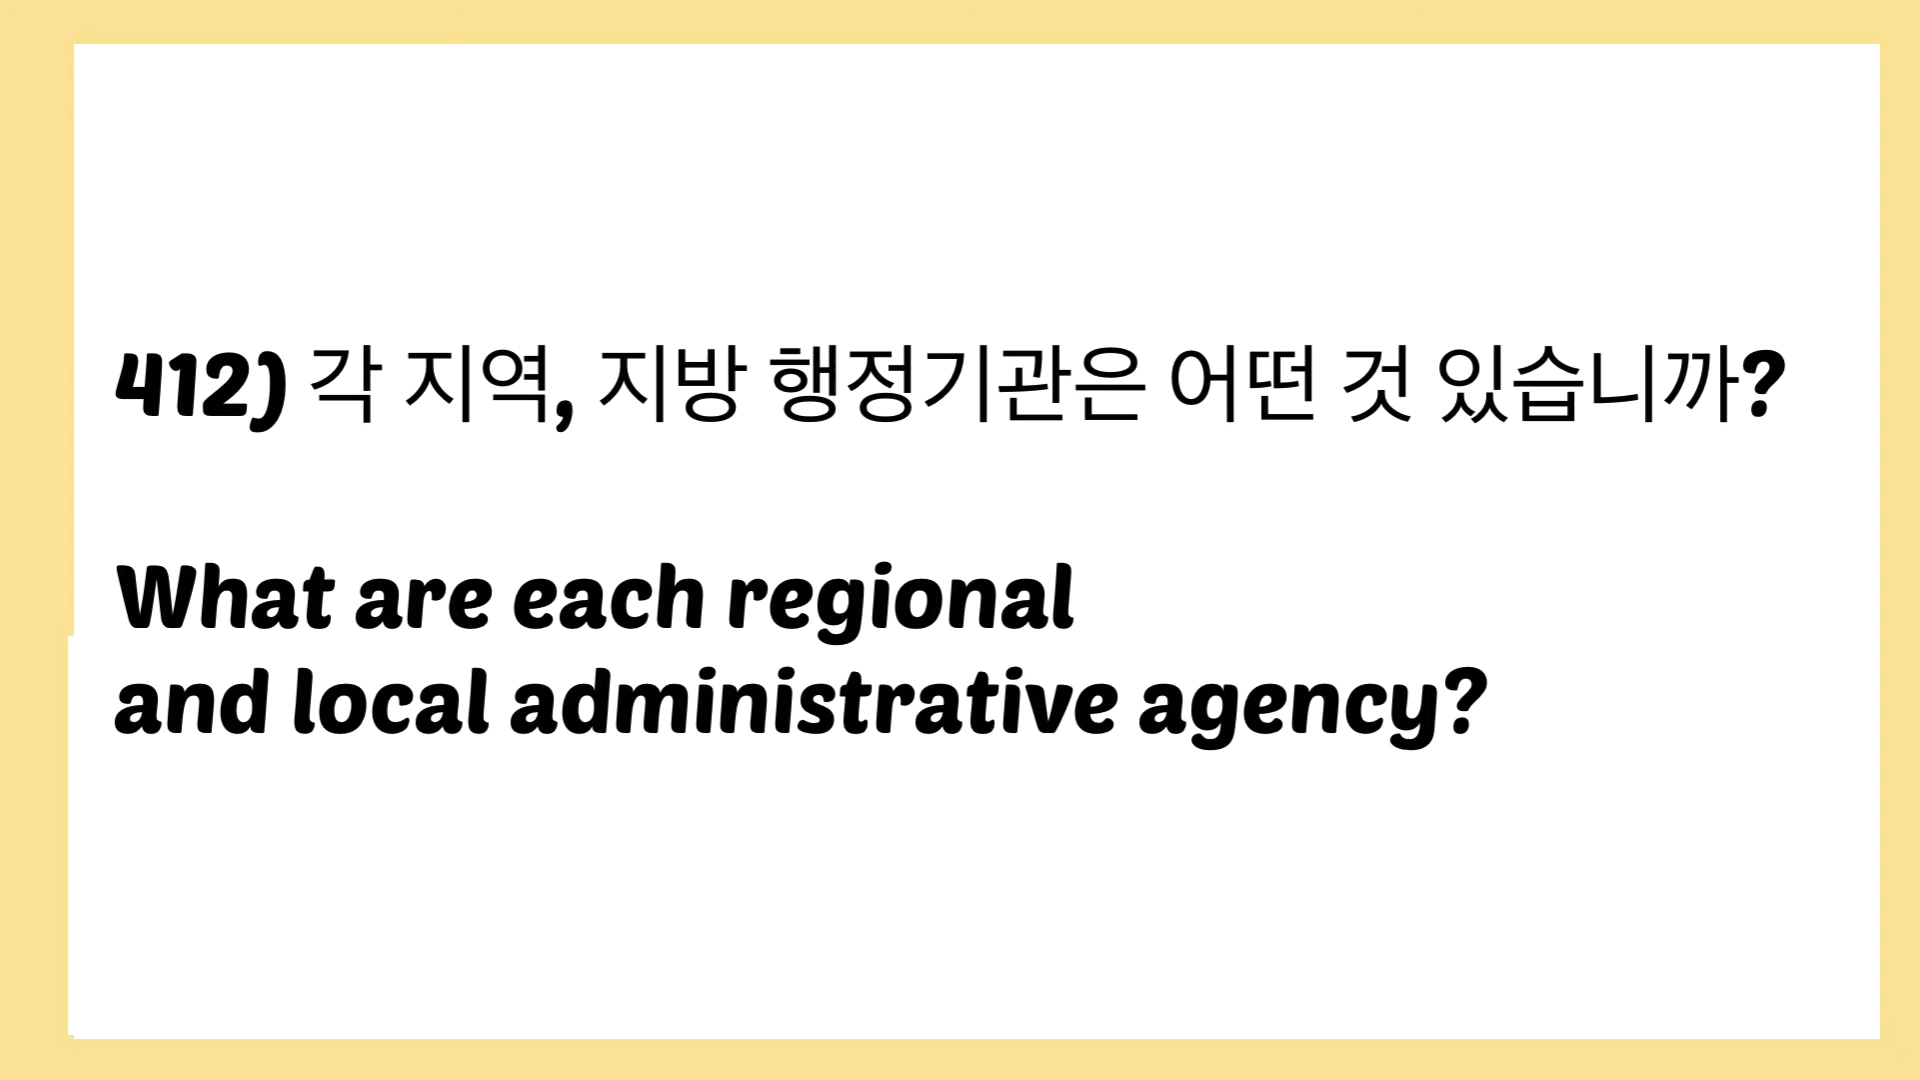 412) 각 지역, 지방 행정기관은 어떤 것 있습니까?
What are each regional
and local administrative agency?